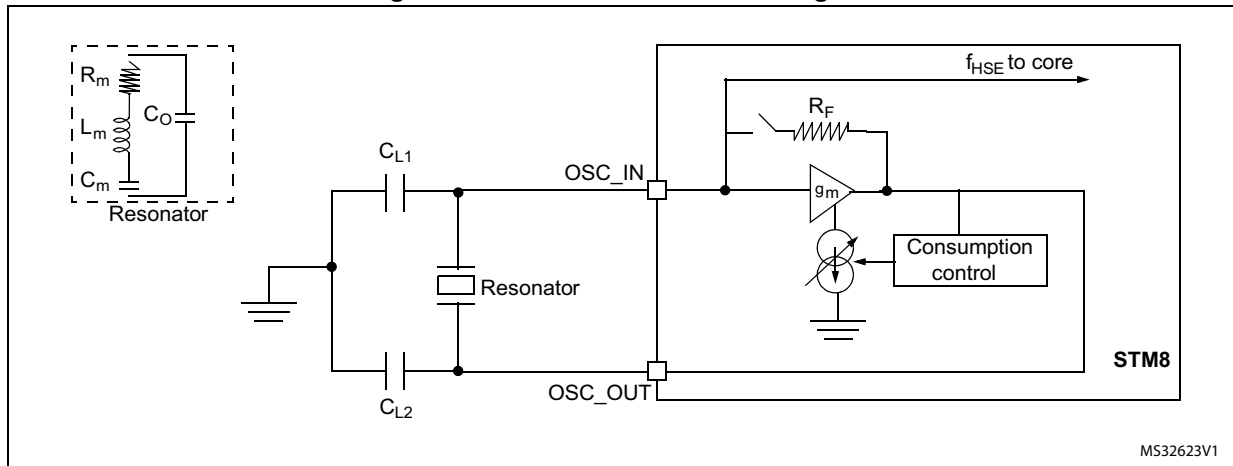 R_m
L_m
C_m
C_O
Resonator
C_L1
C_L2
Resonator
OSC_IN
OSC_OUT
f_HSE to core
R_F
g_m
Consumption
control
STM8
MS32623V1